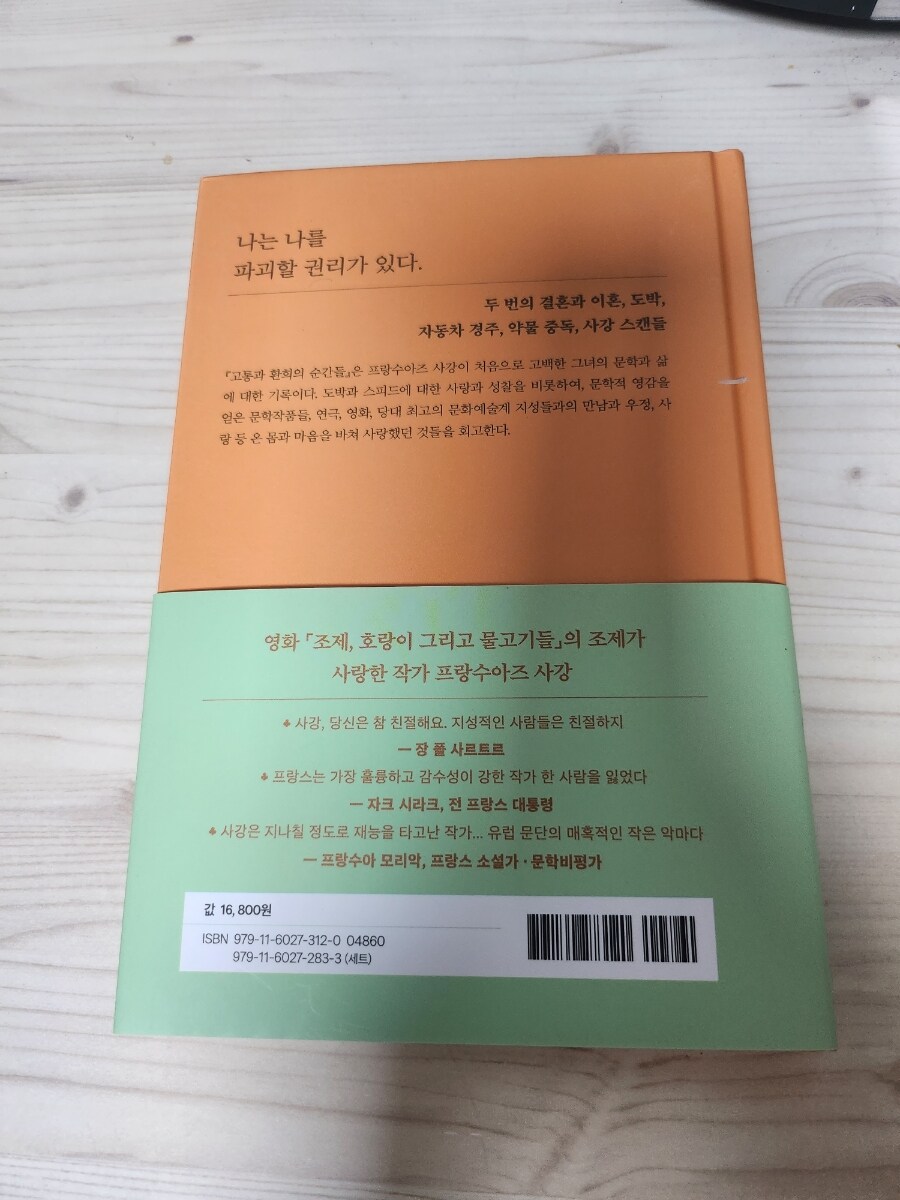 나는 나를
파괴할 권리가 있다.
두 번의 결혼과 이혼, 도박,
자동차 경주, 약물 중독, 사강 스캔들
『고통과 환희의 순간들』은 프랑수아즈 사강이 처음으로 고백한 그녀의 문학과 삶
에 대한 기록이다. 도박과 스피드에 대한 사랑과 성찰을 비롯하여, 문학적 영감을
얻은 문학작품들, 연극, 영화, 당대 최고의 문화예술계 지성들과의 만남과 우정, 사
랑 등 온 몸과 마음을 바쳐 사랑했던 것들을 회고한다.
영화 「조제, 호랑이 그리고 물고기들」의 조제가
사랑한 작가 프랑수아즈 사강
♣ 사강, 당신은 참 친절해요. 지성적인 사람들은 친절하지
— 장 폴 사르트르
♣ 프랑스는 가장 훌륭하고 감수성이 강한 작가 한 사람을 잃었다
— 자크 시라크, 전 프랑스 대통령
♣ 사강은 지나칠 정도로 재능을 타고난 작가... 유럽 문단의 매혹적인 작은 악마다
— 프랑수아 모리악, 프랑스 소설가·문학비평가
값 16,800원
ISBN 979-11-6027-312-0 04860
979-11-6027-283-3 (세트)